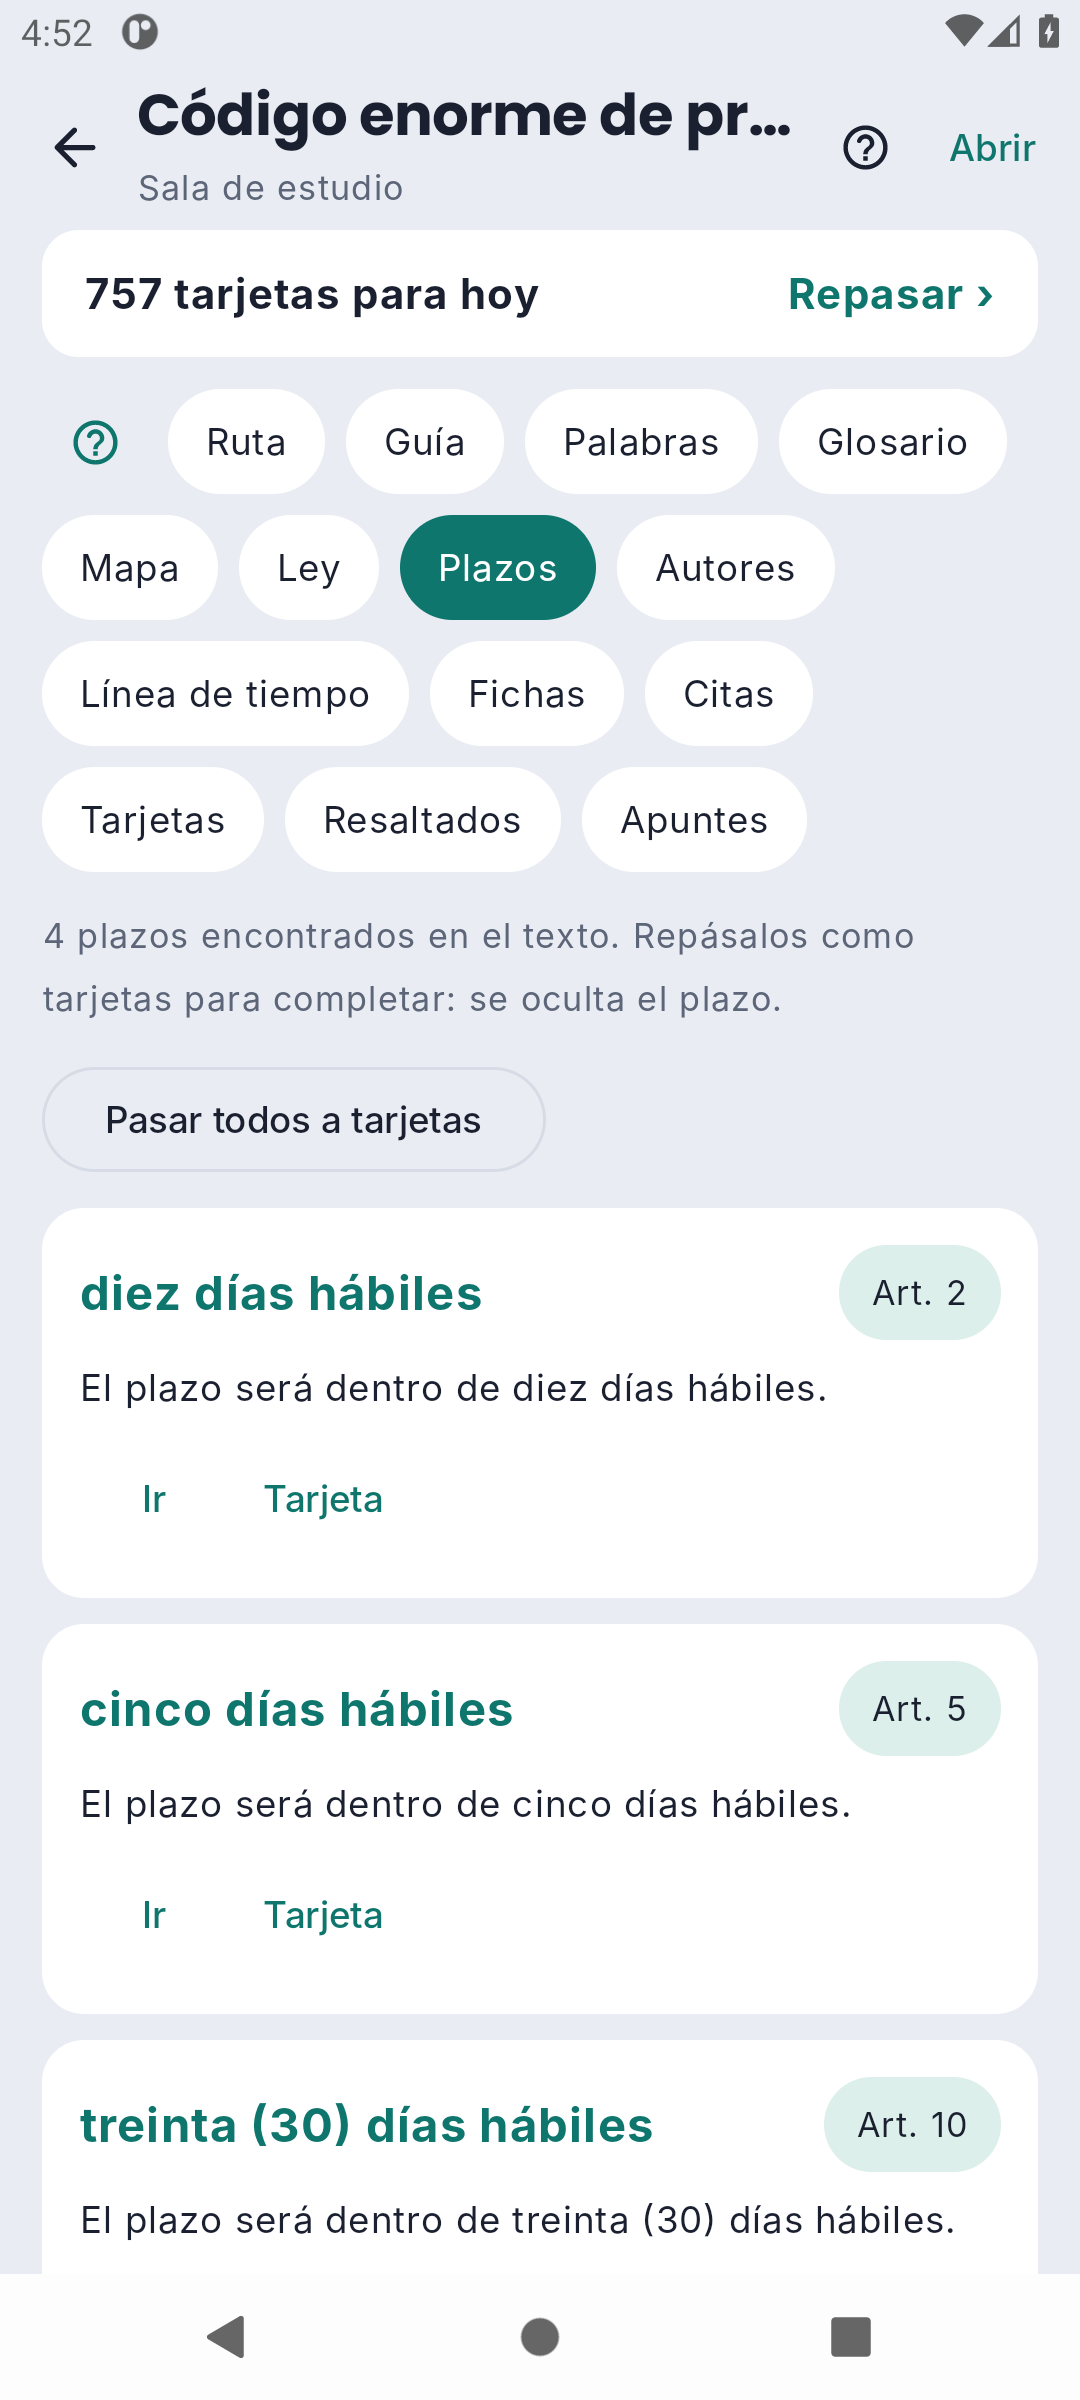 4:52
Código enorme de pr...
Sala de estudio
Abrir
757 tarjetas para hoy
Repasar ›
Ruta
Guía
Palabras
Glosario
Mapa
Ley
Plazos
Autores
Línea de tiempo
Fichas
Citas
Tarjetas
Resaltados
Apuntes
4 plazos encontrados en el texto. Repásalos como
tarjetas para completar: se oculta el plazo.
Pasar todos a tarjetas
diez días hábiles
Art. 2
El plazo será dentro de diez días hábiles.
Ir
Tarjeta
cinco días hábiles
Art. 5
El plazo será dentro de cinco días hábiles.
Ir
Tarjeta
treinta (30) días hábiles
Art. 10
El plazo será dentro de treinta (30) días hábiles.